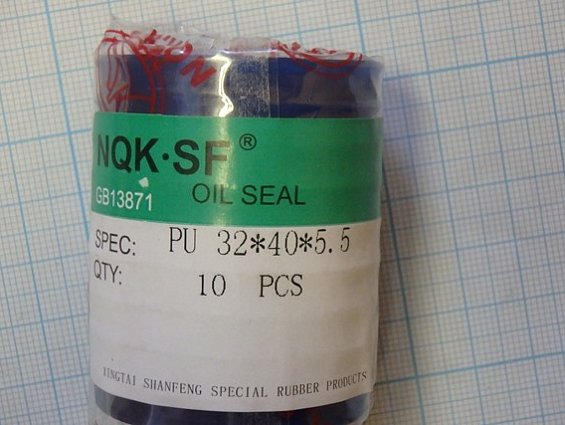 NQK·SF®
GB13871 OIL SEAL
SPEC: PU 32*40*5.5
QTY: 10 PCS
XINGTAI SHANFENG SPECIAL RUBBER PRODUCTS